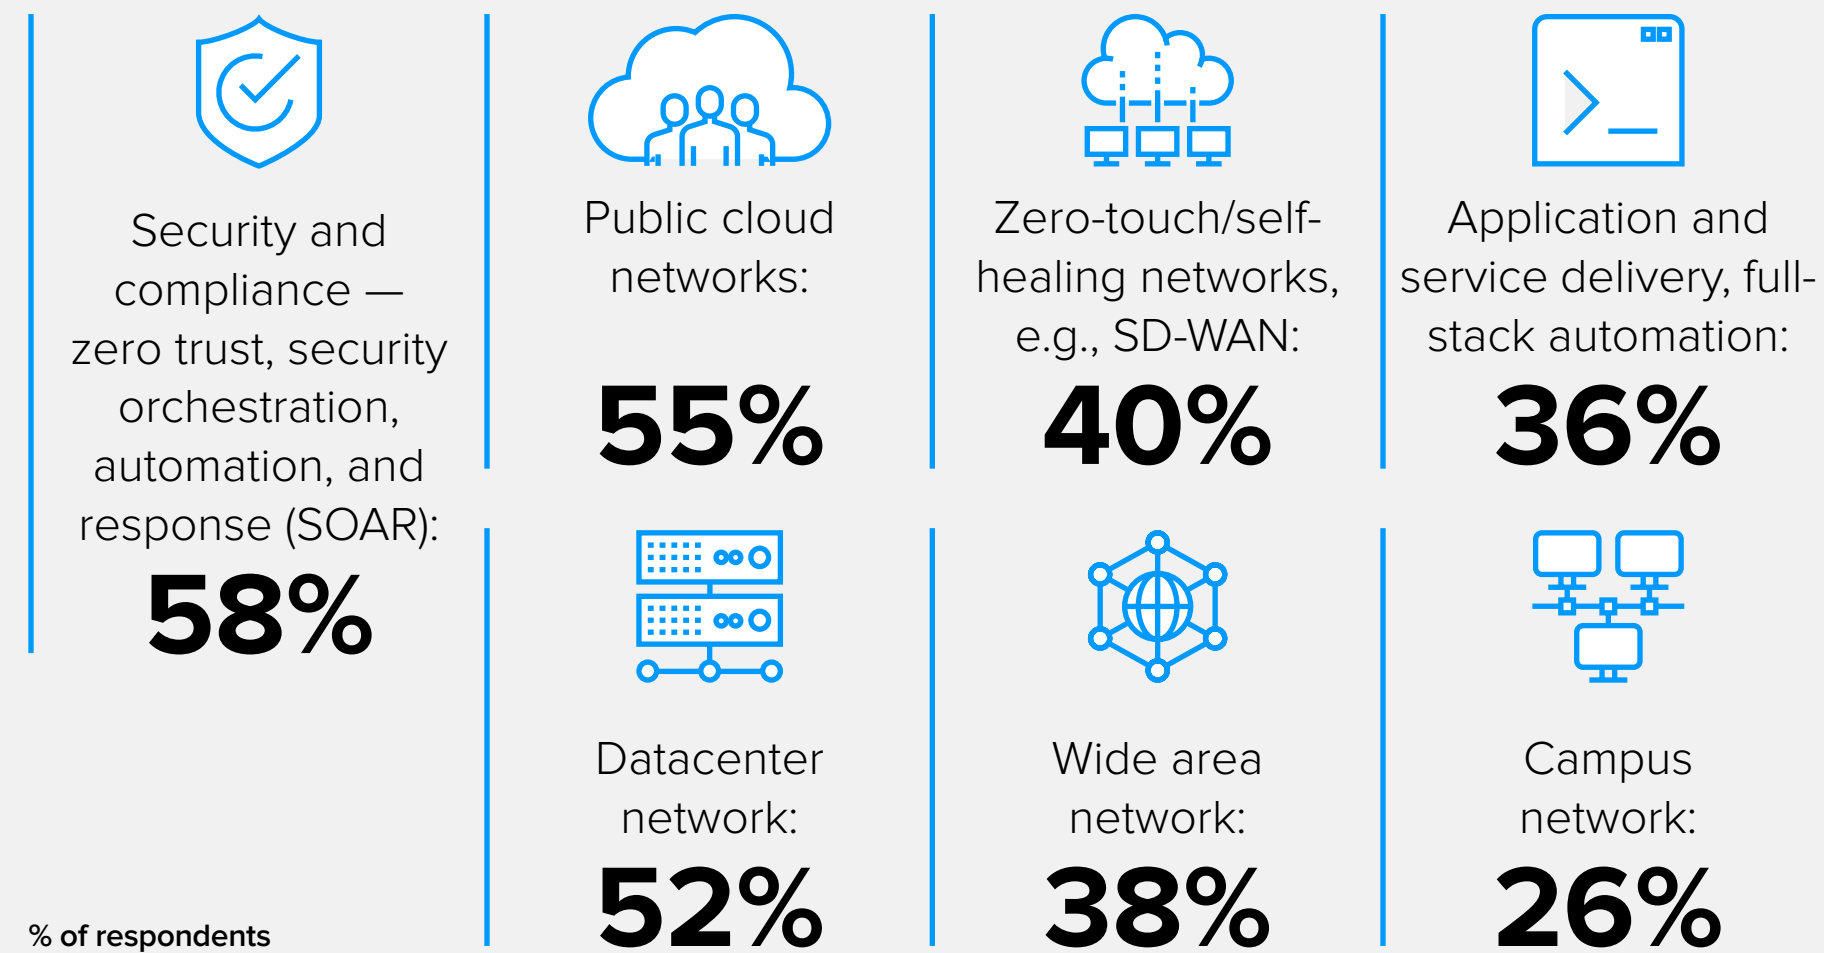 Security and
compliance —
zero trust, security
orchestration,
automation, and
response (SOAR):
58%
Public cloud
networks:
55%
Zero-touch/self-
healing networks,
e.g., SD-WAN:
40%
Application and
service delivery, full-
stack automation:
36%
Datacenter
network:
52%
Wide area
network:
38%
Campus
network:
26%
% of respondents